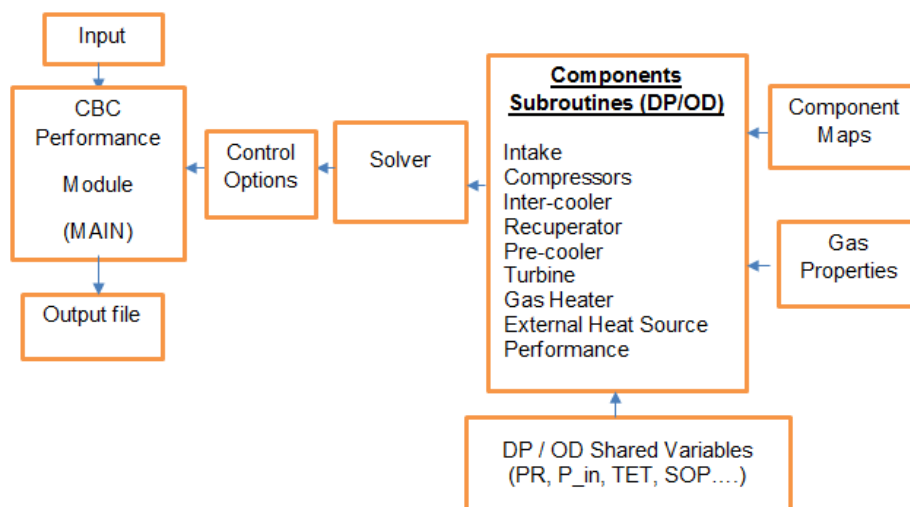 Input
CBC
Performance
Module
(MAIN)
Output file
Control
Options
Solver
Components
Subroutines (DP/OD)
Intake
Compressors
Inter-cooler
Recuperator
Pre-cooler
Turbine
Gas Heater
External Heat Source
Performance
Component
Maps
Gas
Properties
DP / OD Shared Variables
(PR, P_in, TET, SOP....)